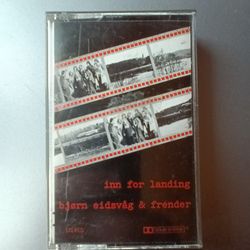 inn for landing
bjørn eidsvåg & frender